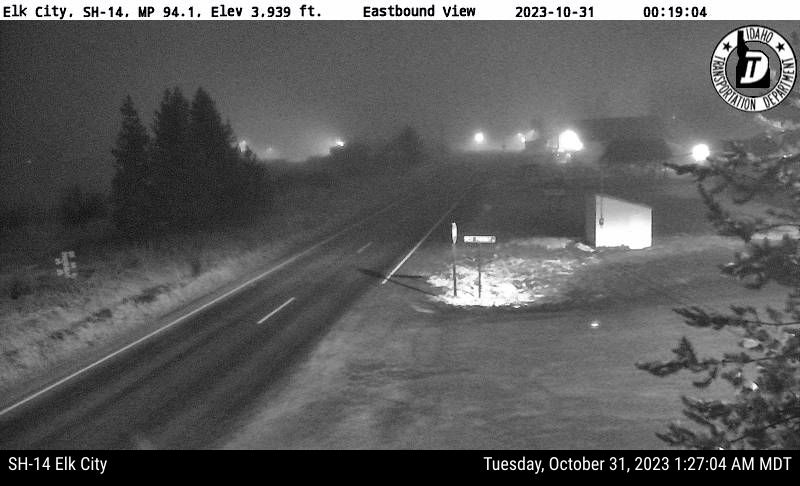 Elk City, SH-14, MP 94.1, Elev 3,939 ft. Eastbound View 2023-10-31 00:19:04
IDAHO
TRANSPORTATION DEPARTMENT
SH-14 Elk City Tuesday, October 31, 2023 1:27:04 AM MDT